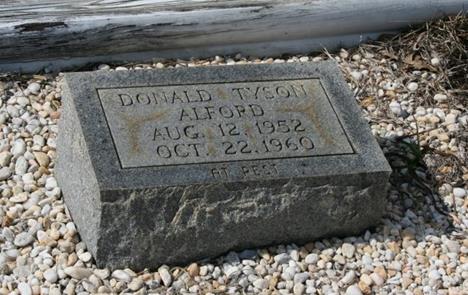 DONALD TYSON
ALFORD
AUG. 12. 1952
OCT. 22. 1960
AT REST